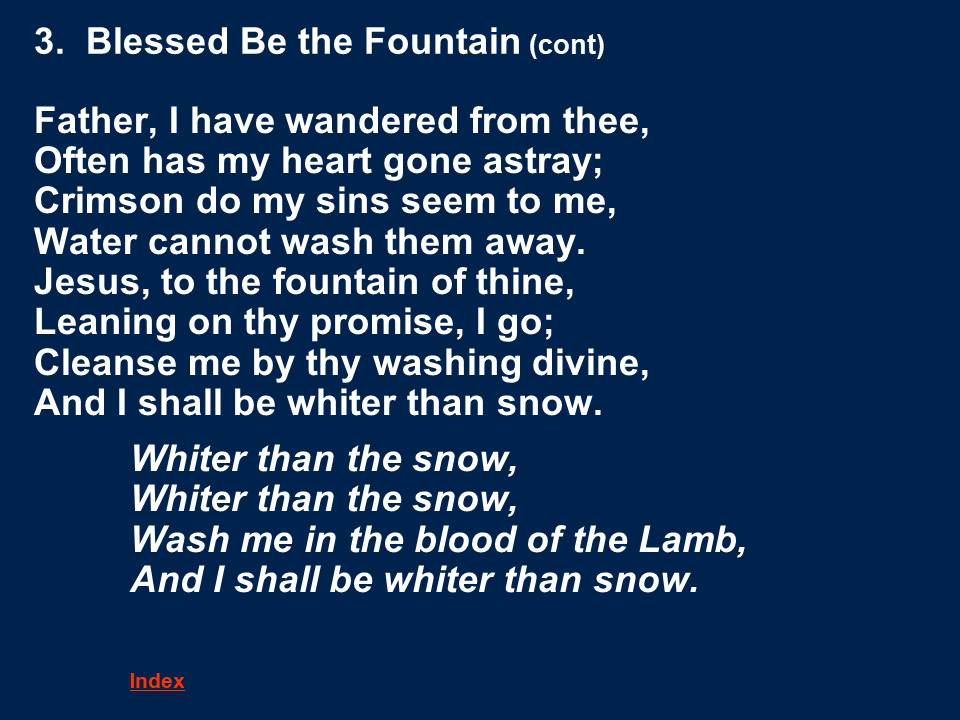 3.  Blessed Be the Fountain (cont)
Father, I have wandered from thee,
Often has my heart gone astray;
Crimson do my sins seem to me,
Water cannot wash them away.
Jesus, to the fountain of thine,
Leaning on thy promise, I go;
Cleanse me by thy washing divine,
And I shall be whiter than snow.
Whiter than the snow,
Whiter than the snow,
Wash me in the blood of the Lamb,
And I shall be whiter than snow.
Index